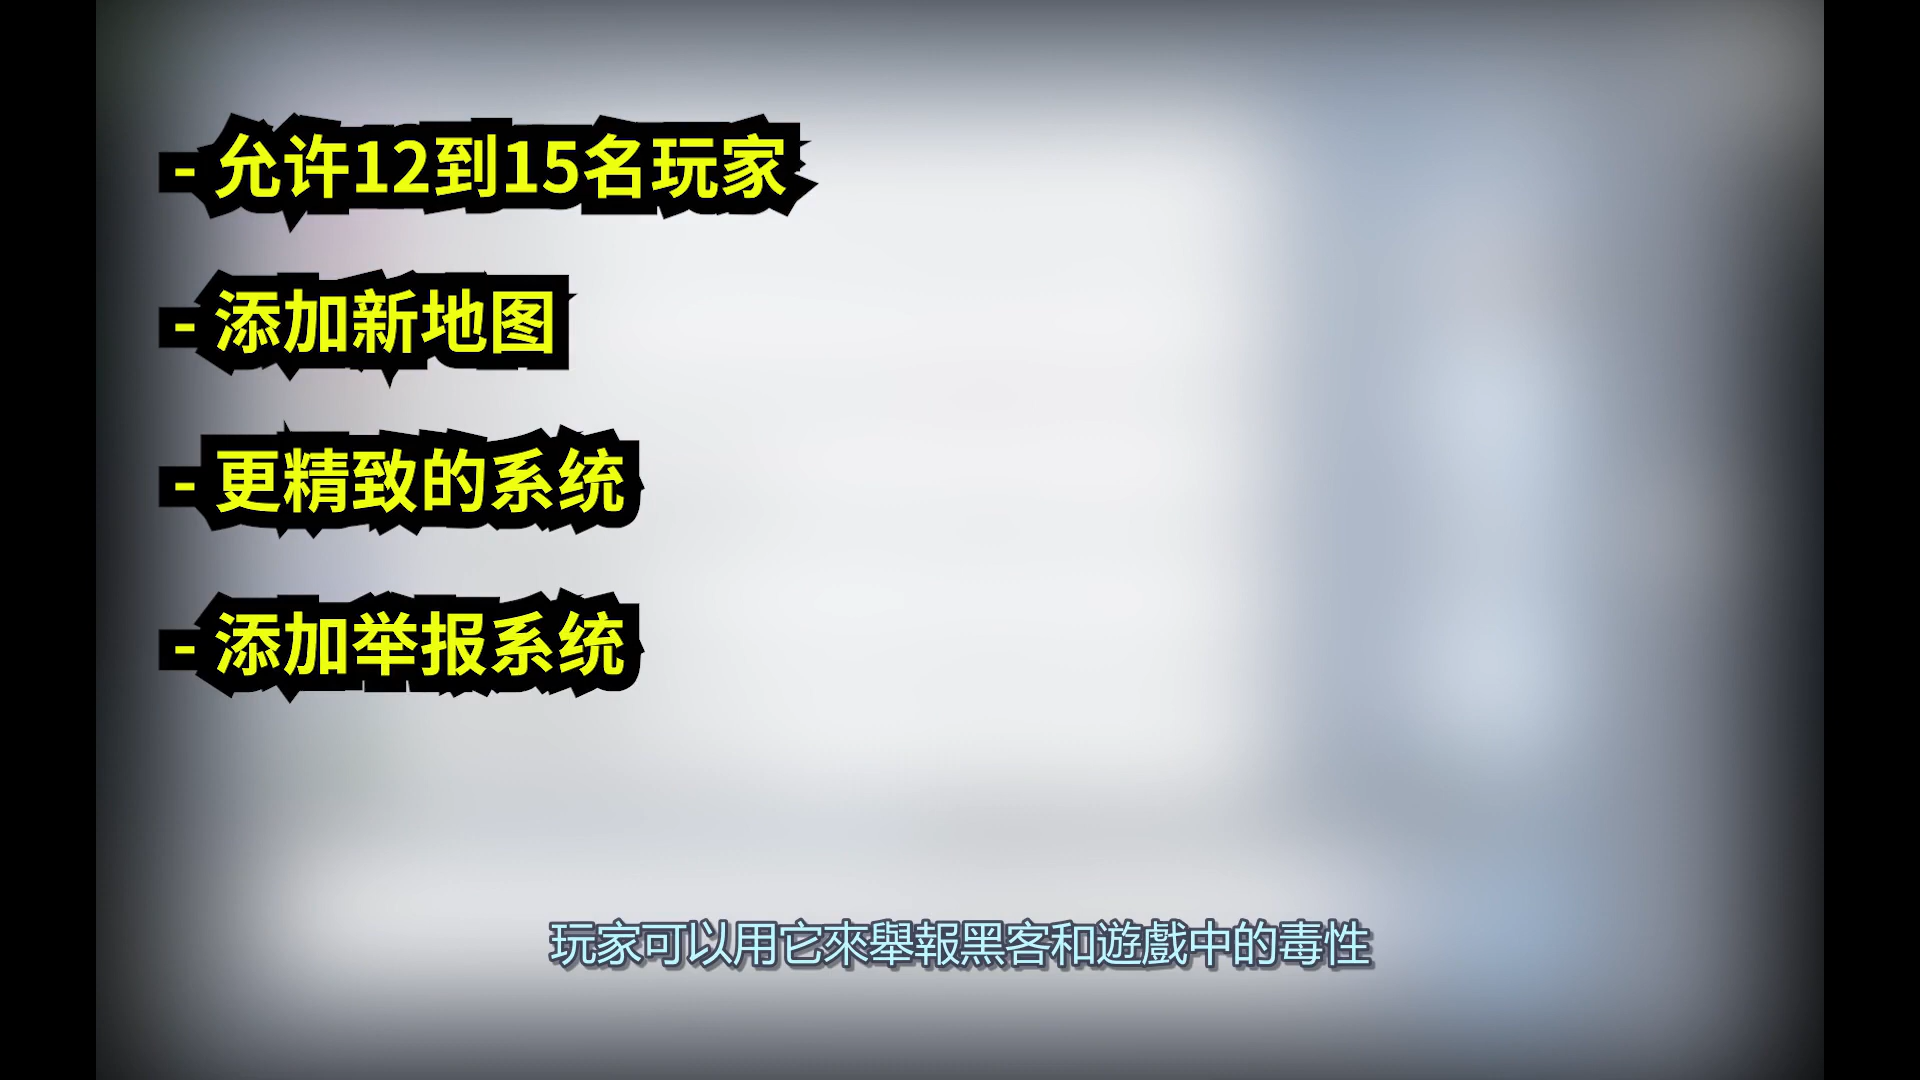 - 允许12到15名玩家
- 添加新地图
- 更精致的系统
- 添加举报系统
玩家可以用它來舉報黑客和遊戲中的毒性